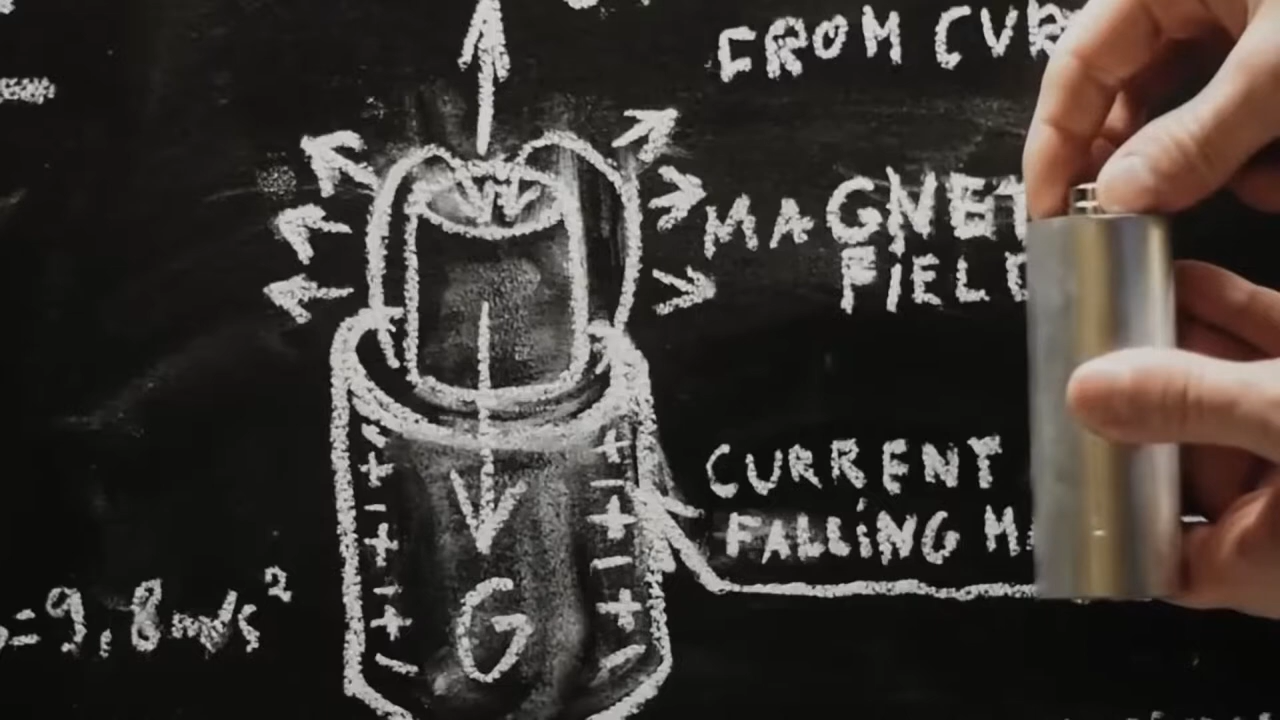 FROM CUR
MAGNET
FIELD
CURRENT
FALLiNG M
G
=9,8m/s²